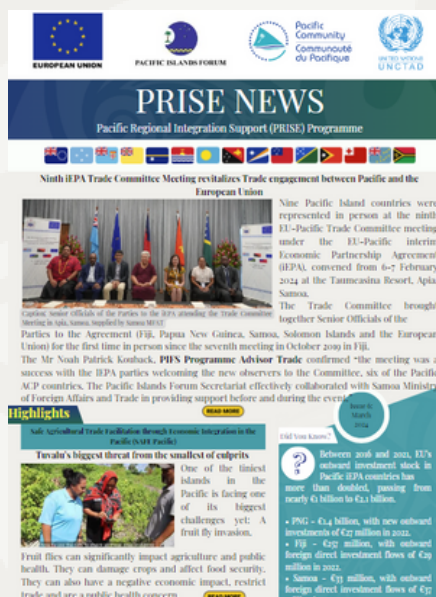 EUROPEAN UNION
PACIFIC ISLANDS FORUM
Pacific
Community
Communauté
du Pacifique
UNITED NATIONS
UNCTAD
PRISE NEWS
Pacific Regional Integration Support (PRISE) Programme
Ninth iEPA Trade Committee Meeting revitalizes Trade engagement between Pacific and the
European Union
Nine Pacific Island countries were
represented in person at the ninth
EU-Pacific Trade Committee meeting
under the EU-Pacific interim
Economic Partnership Agreement
(iEPA), convened from 6-7 February
2024 at the Taumeasina Resort, Apia,
Samoa.
The Trade Committee brought
together Senior Officials of the
Caption: Senior Officials of the Parties to the iEPA attending the Trade Committee
Meeting in Apia, Samoa. Supplied by Samoa MFAT
Parties to the Agreement (Fiji, Papua New Guinea, Samoa, Solomon Islands and the European
Union) for the first time in person since the seventh meeting in October 2019 in Fiji.
The Mr Noah Patrick Kouback, PIFS Programme Advisor Trade confirmed "the meeting was a
success with the IEPA parties welcoming the new observers to the Committee, six of the Pacific
ACP countries. The Pacific Islands Forum Secretariat effectively collaborated with Samoa Ministry
of Foreign Affairs and Trade in providing support before and during the event.
Highlights
READ MORE
Issue 6:
March
2024
Safe Agricultural Trade Facilitation through Economic Integration in the
Pacific (SAFE Pacific)
Tuvalu's biggest threat from the smallest of culprits
One of the tiniest
islands in the
Pacific is facing one
of its biggest
challenges yet: A
fruit fly invasion.
Fruit flies can significantly impact agriculture and public
health. They can damage crops and affect food security.
They can also have a negative economic impact, restrict
trade and are a public health concern.
READ MORE
Did You Know?
?
Between 2016 and 2021, EU's
outward investment stock in
Pacific iEPA countries has
more than doubled, passing from
nearly €1 billion to €2.1 billion.
• PNG - €1.4 billion, with new outward
investments of €27 million in 2022.
• Fiji - €257 million, with outward
foreign direct investment flows of €29
million in 2022.
• Samoa - €33 million, with outward
foreign direct investment flows of €37